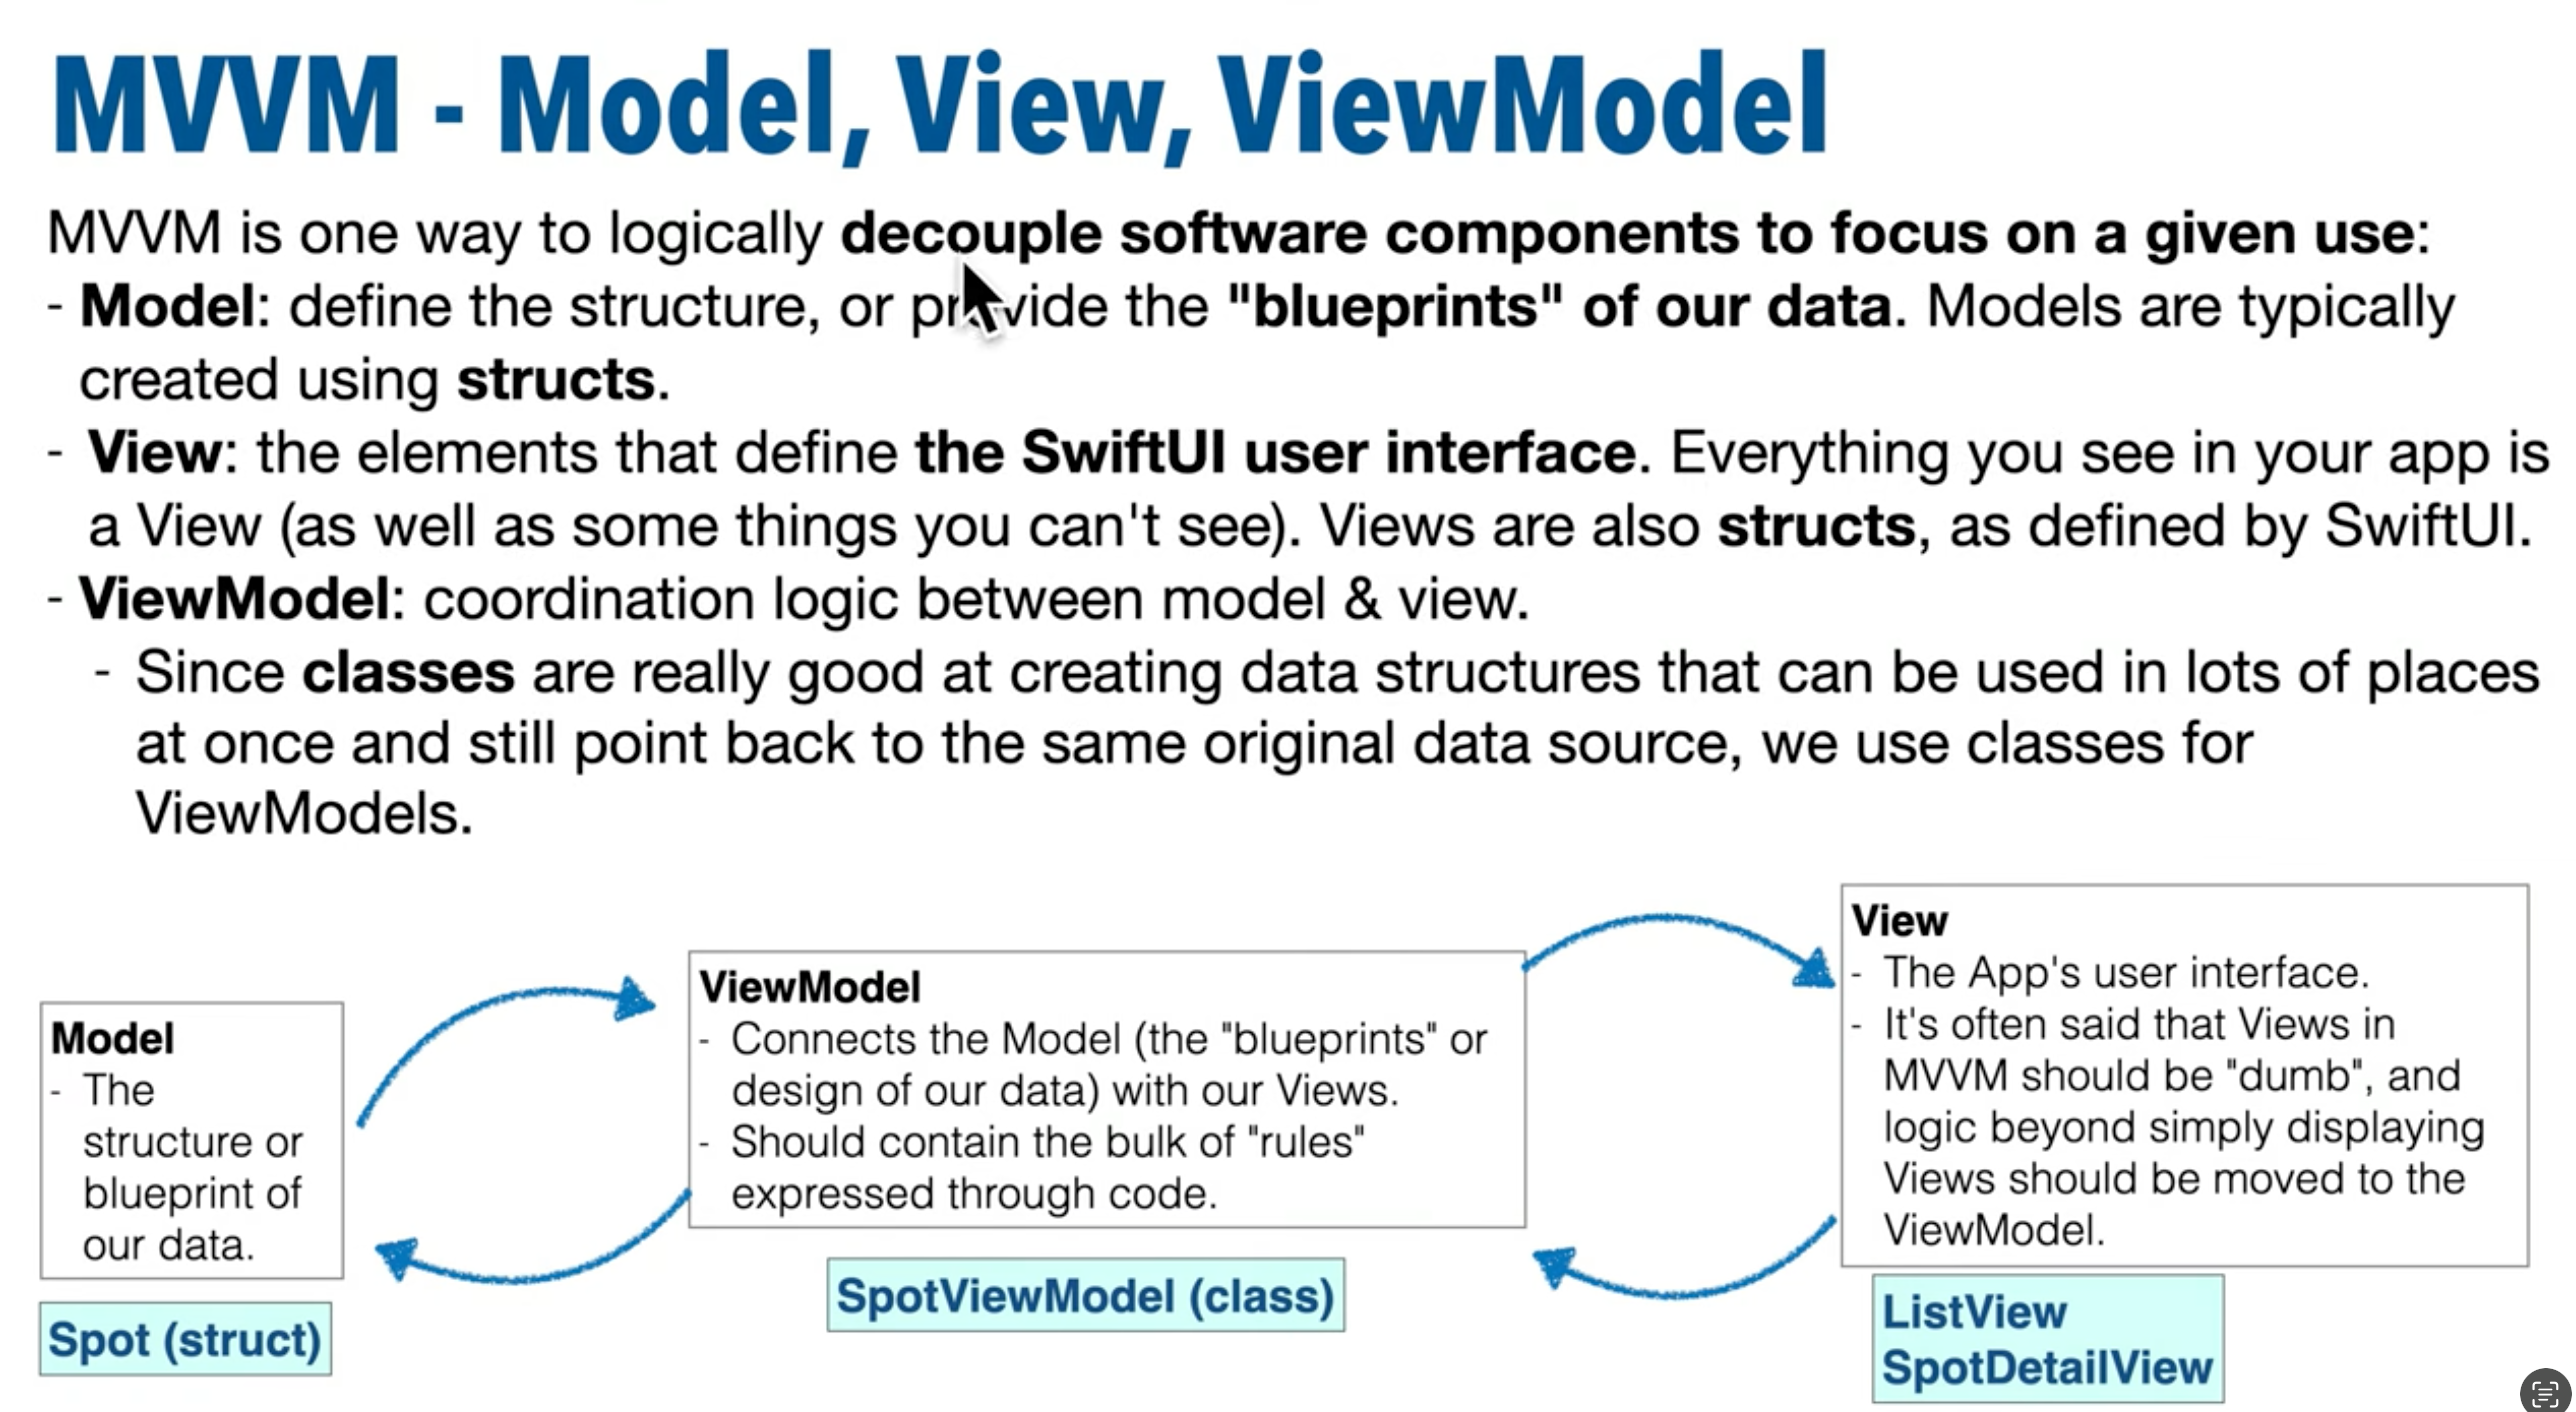 MVVM - Model, View, ViewModel
MVVM is one way to logically decouple software components to focus on a given use:
- Model: define the structure, or provide the "blueprints" of our data. Models are typically
created using structs.
- View: the elements that define the SwiftUI user interface. Everything you see in your app is
a View (as well as some things you can't see). Views are also structs, as defined by SwiftUI.
- ViewModel: coordination logic between model & view.
- Since classes are really good at creating data structures that can be used in lots of places
at once and still point back to the same original data source, we use classes for
ViewModels.
Model
- The
structure or
blueprint of
our data.
Spot (struct)
ViewModel
- Connects the Model (the "blueprints" or
design of our data) with our Views.
- Should contain the bulk of "rules"
expressed through code.
SpotViewModel (class)
View
- The App's user interface.
- It's often said that Views in
MVVM should be "dumb", and
logic beyond simply displaying
Views should be moved to the
ViewModel.
ListView
SpotDetailView